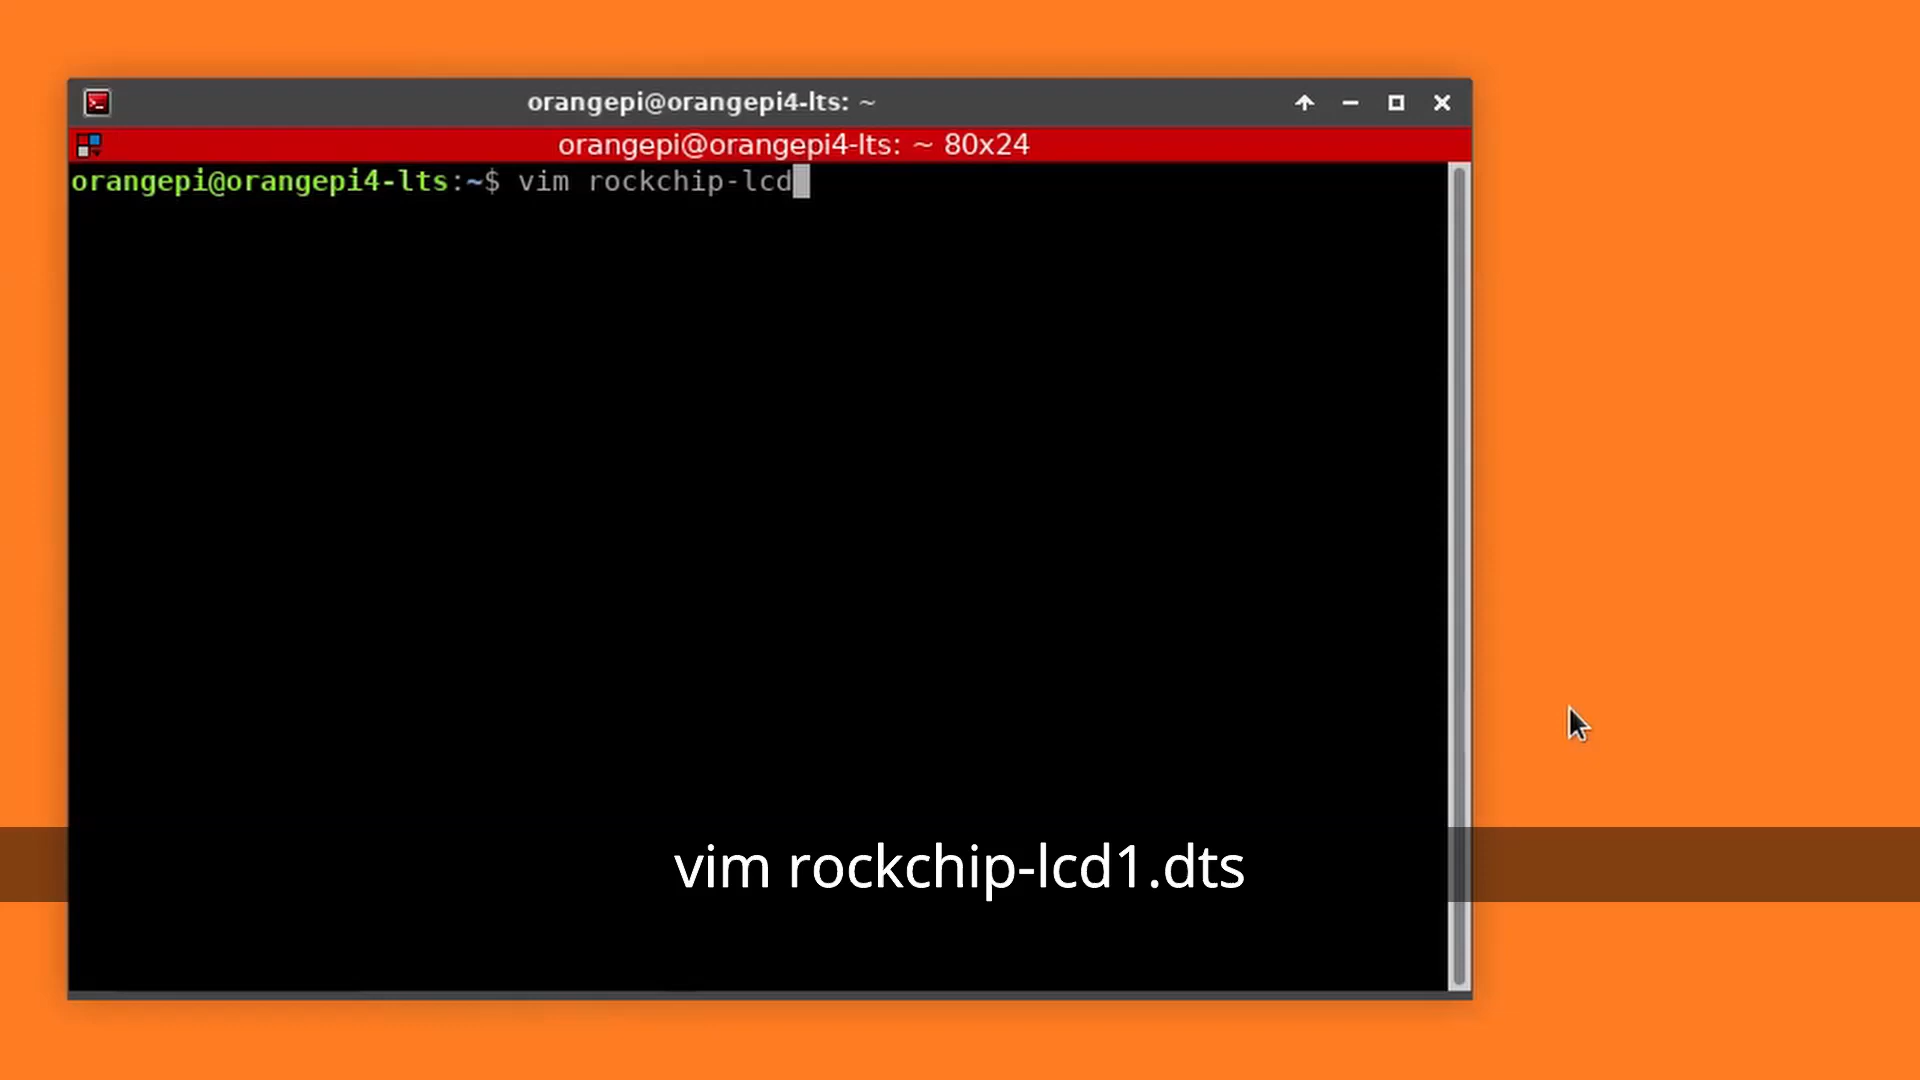 orangepi@orangepi4-lts: ~
orangepi@orangepi4-lts: ~ 80x24
orangepi@orangepi4-lts:~$ vim rockchip-lcd
vim rockchip-lcd1.dts